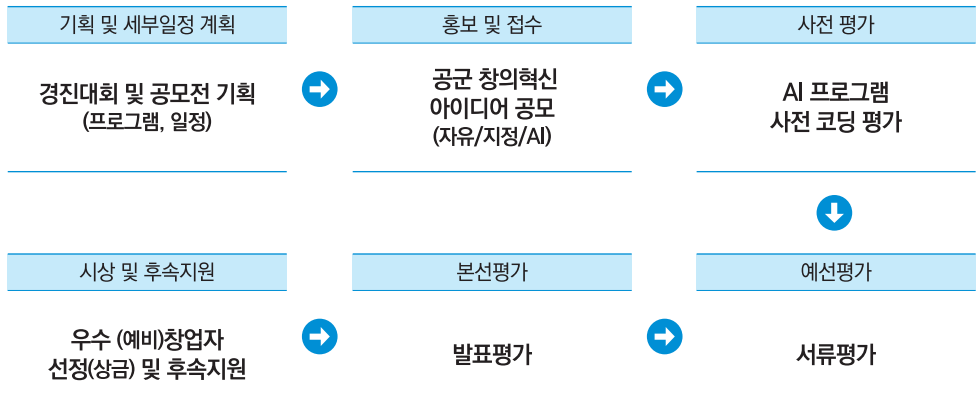 기획 및 세부일정 계획
경진대회 및 공모전 기획
(프로그램, 일정)
홍보 및 접수
공군 창의혁신
아이디어 공모
(자유/지정/AI)
사전 평가
AI 프로그램
사전 코딩 평가
시상 및 후속지원
우수 (예비)창업자
선정(상금) 및 후속지원
본선평가
발표평가
예선평가
서류평가